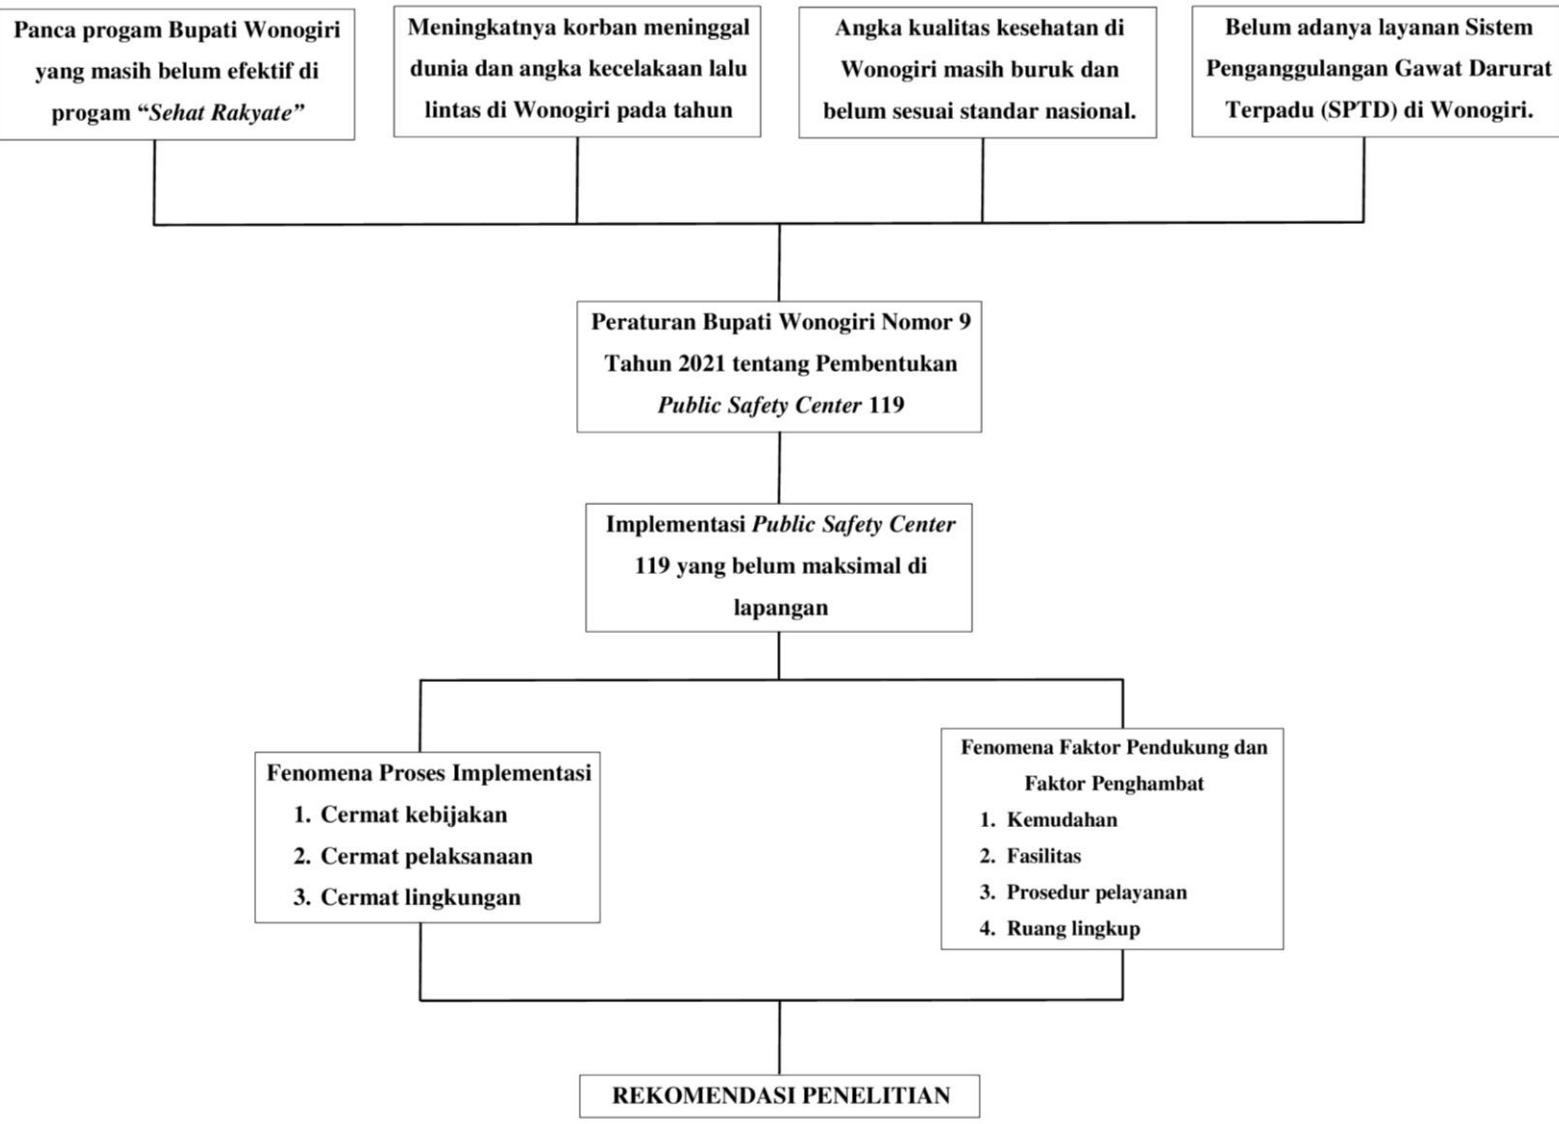 Panca progam Bupati Wonogiri
yang masih belum efektif di
progam “Sehat Rakyate”
Meningkatnya korban meninggal
dunia dan angka kecelakaan lalu
lintas di Wonogiri pada tahun
Angka kualitas kesehatan di
Wonogiri masih buruk dan
belum sesuai standar nasional.
Belum adanya layanan Sistem
Penganggulangan Gawat Darurat
Terpadu (SPTD) di Wonogiri.
Peraturan Bupati Wonogiri Nomor 9
Tahun 2021 tentang Pembentukan
Public Safety Center 119
Implementasi Public Safety Center
119 yang belum maksimal di
lapangan
Fenomena Proses Implementasi
1. Cermat kebijakan
2. Cermat pelaksanaan
3. Cermat lingkungan
Fenomena Faktor Pendukung dan
Faktor Penghambat
1. Kemudahan
2. Fasilitas
3. Prosedur pelayanan
4. Ruang lingkup
REKOMENDASI PENELITIAN